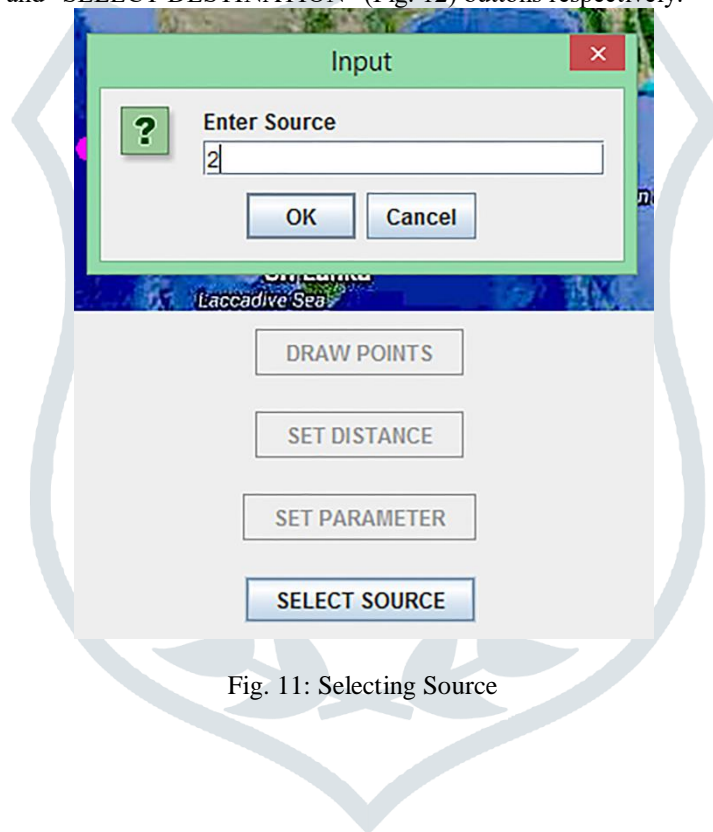 and "SELECT DESTINATION" (Fig. 12) buttons respectively.
Input
Enter Source
2
OK Cancel
Sri Lanka
Laccadive Sea
DRAW POINTS
SET DISTANCE
SET PARAMETER
SELECT SOURCE
Fig. 11: Selecting Source